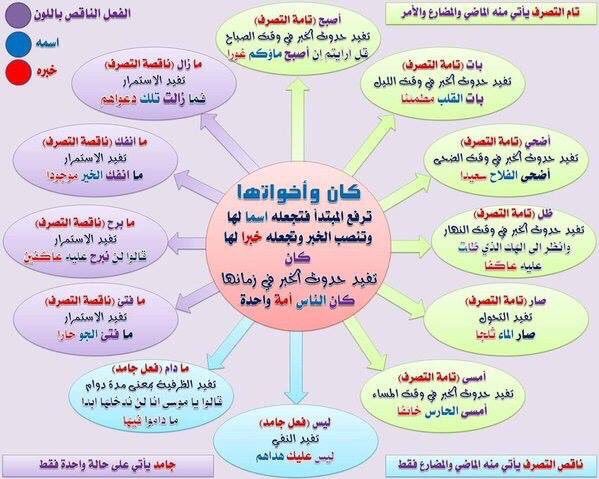 تام التصرف يأتي منه الماضي والمضارع والأمر
الفعل الناقص باللون
اسمه
خبره
كان وأخواتها
ترفع المبتدأ فتجعله اسما لها
وتنصب الخبر وتجعله خبرا لها
كان
تفيد حدوث الخبر في زمانها
كان الناس أمة واحدة
أصبح (تامة التصرف)
تفيد حدوث الخبر في وقت الصباح
قل ارايتم ان أصبح ماؤكم غورا
بات (تامة التصرف)
تفيد حدوث الخبر في وقت الليل
بات القلب مطمئنا
أضحى (تامة التصرف)
تفيد حدوث الخبر في وقت الضحى
أضحى الفلاح سعيدا
ظل (تامة التصرف)
تفيد حدوث الخبر في وقت النهار
وانظر الى الهك الذي ظلت
عليه عاكفا
صار (تامة التصرف)
تفيد التحول
صار الماء ثلجا
أمسى (تامة التصرف)
تفيد حدوث الخبر في وقت المساء
أمسى الحارس خائفا
ليس (فعل جامد)
تفيد النفي
ليس عليك هداهم
ما دام (فعل جامد)
تفيد الظرفية بمعنى مدة دوام
قالوا يا موسى انا لن ندخلها ابدا
ما داموا فيها
ما فتئ (ناقصة التصرف)
تفيد الاستمرار
ما فتئ الجو حارا
ما برح (ناقصة التصرف)
تفيد الاستمرار
قالوا لن نبرح عليه عاكفين
ما انفك (ناقصة التصرف)
تفيد الاستمرار
ما انفك الخير موجودا
ما زال (ناقصة التصرف)
تفيد الاستمرار
فما زالت تلك دعواهم
ناقص التصرف يأتي منه الماضي والمضارع فقط
جامد يأتي على حالة واحدة فقط